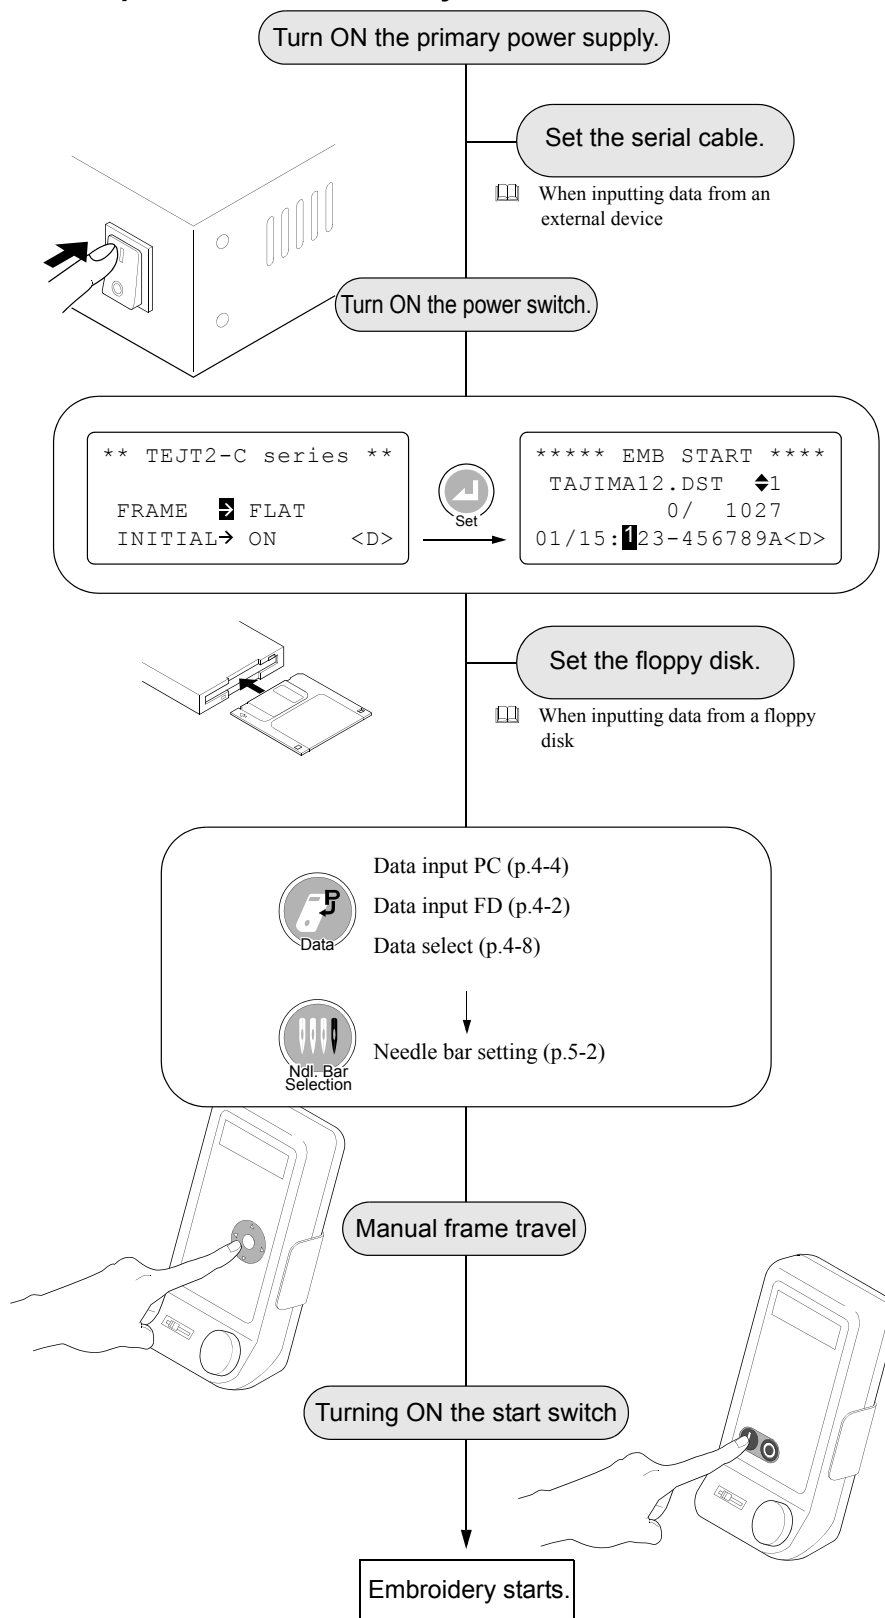 Turn ON the primary power supply.
Set the serial cable.
When inputting data from an
external device
Turn ON the power switch.
** TEJT2-C series **
FRAME → FLAT
INITIAL→ ON <D>
Set
***** EMB START ****
TAJIMA12.DST ♦1
0/ 1027
01/15:123-456789A<D>
Set the floppy disk.
When inputting data from a floppy
disk
Data
Data input PC (p.4-4)
Data input FD (p.4-2)
Data select (p.4-8)
Ndl. Bar
Selection
Needle bar setting (p.5-2)
Manual frame travel
Turning ON the start switch
Embroidery starts.